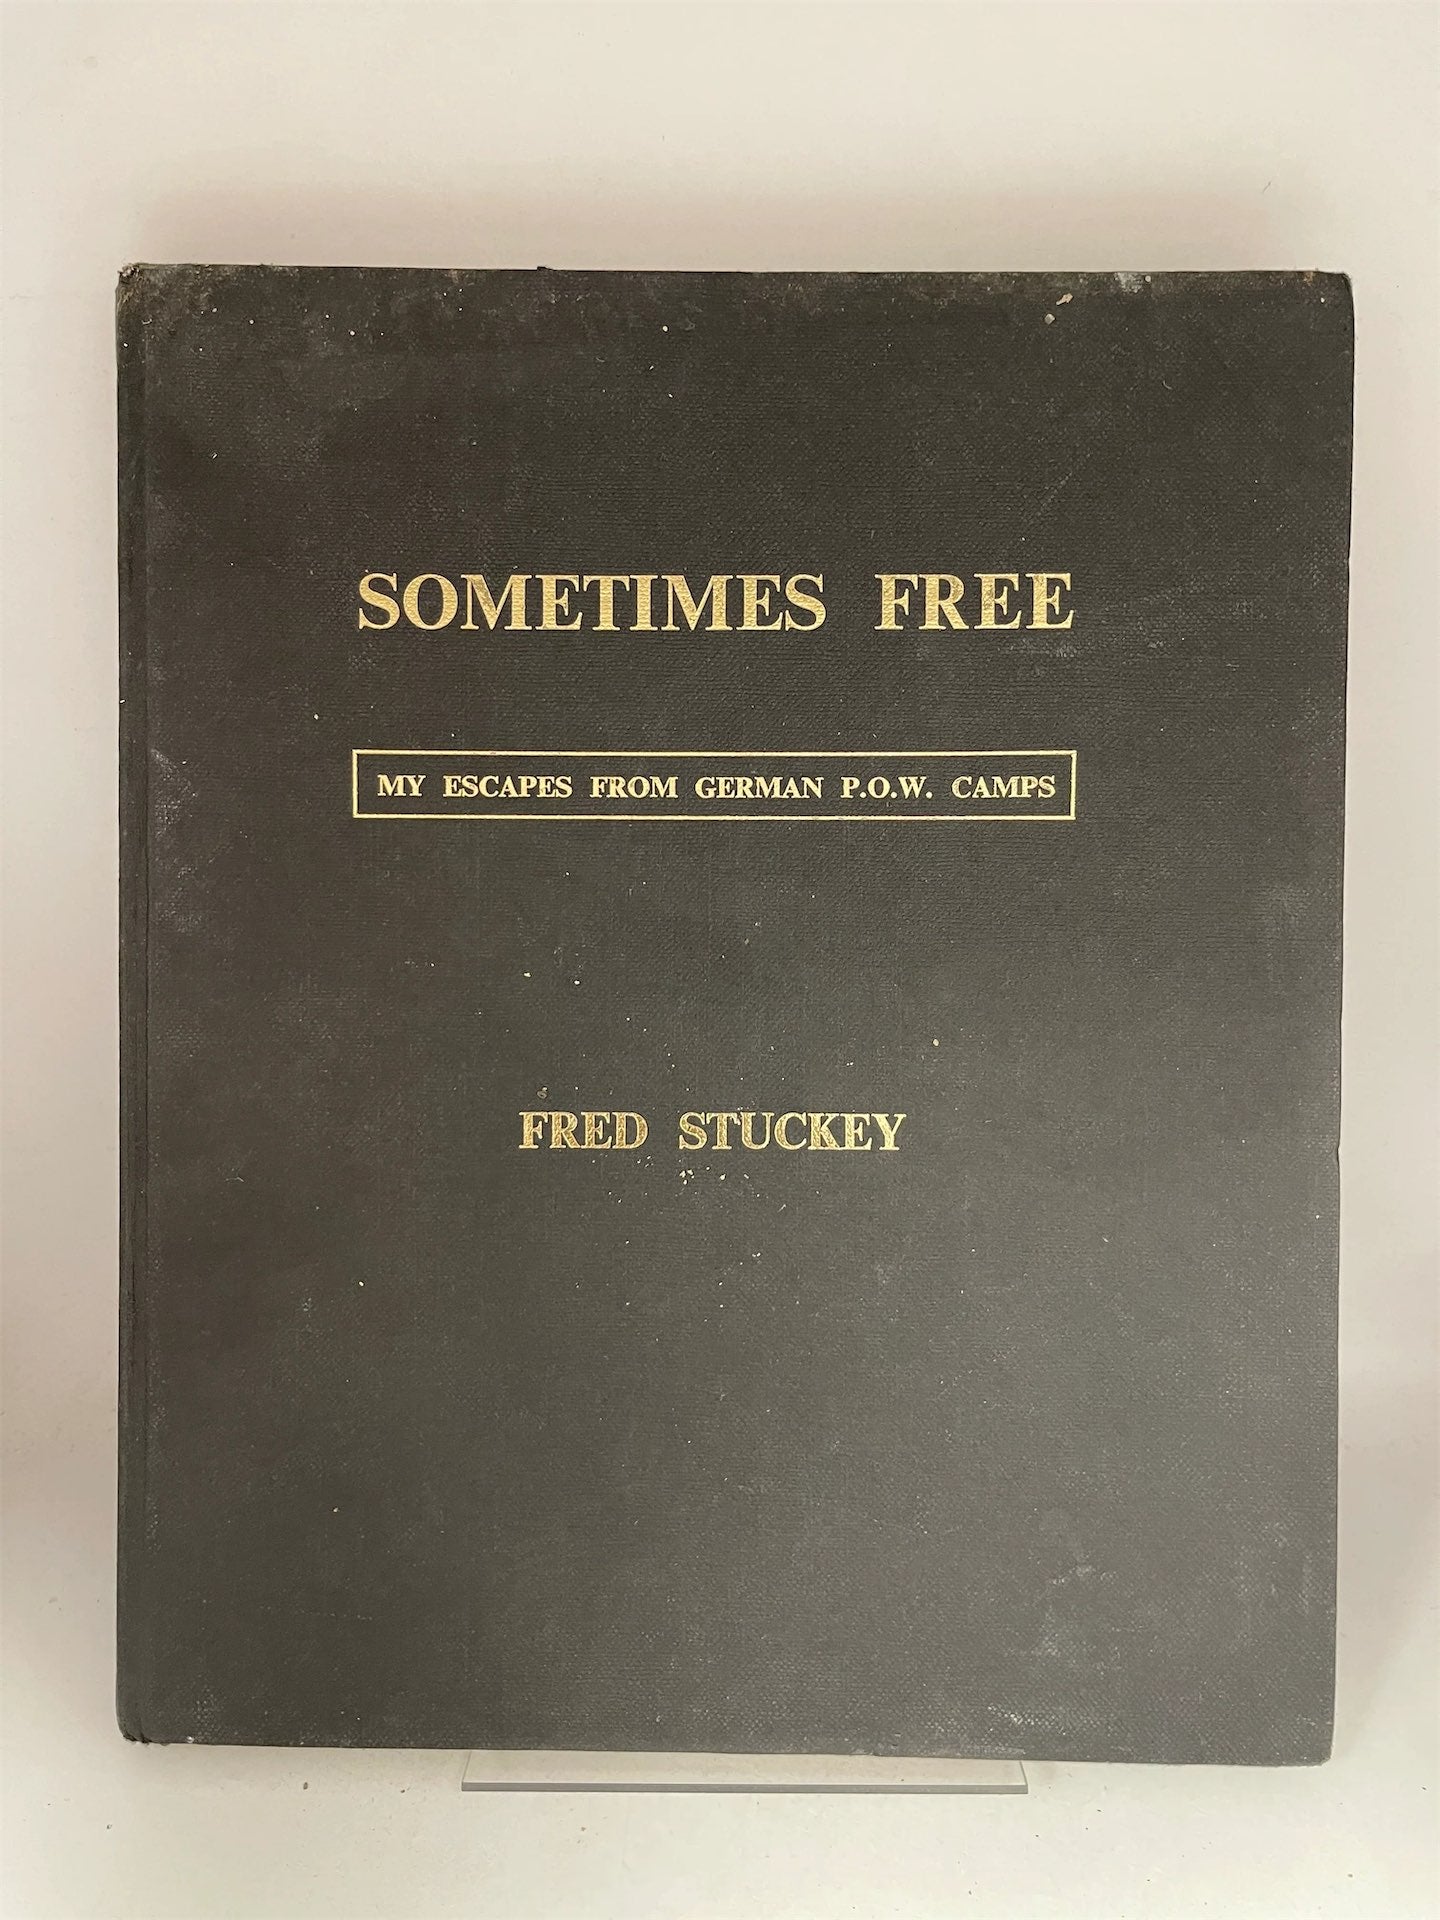 SOMETIMES FREE
MY ESCAPES FROM GERMAN P.O.W. CAMPS
FRED STUCKEY